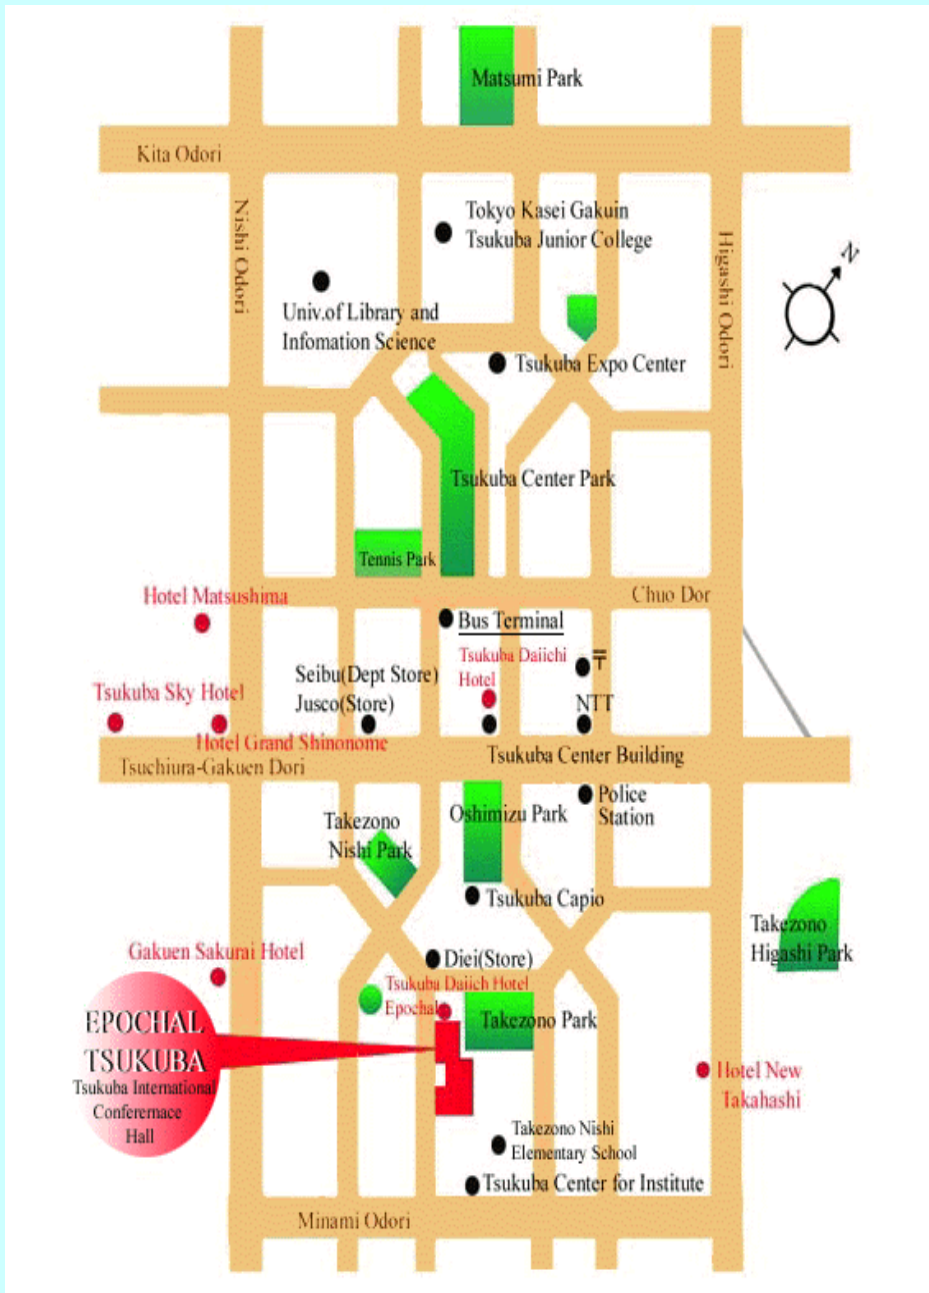 Matsumi Park
Kita Odori
Nishi Odori
Tokyo Kasei Gakuin
Tsukuba Junior College
Higashi Odori
N
Univ.of Library and
Infomation Science
Tsukuba Expo Center
Tsukuba Center Park
Tennis Park
Chuo Dor
Hotel Matsushima
Bus Terminal
Tsukuba Daiichi
Hotel
〒
Seibu(Dept Store)
Jusco(Store)
NTT
Tsukuba Sky Hotel
Hotel Grand Shinonome
Tsukuba Center Building
Tsuchiura-Gakuen Dori
Police
Station
Oshimizu Park
Takezono
Nishi Park
Tsukuba Capio
Takezono
Higashi Park
Gakuen Sakurai Hotel
Diei(Store)
Tsukuba Daiich Hotel
Epochal
Takezono Park
EPOCHAL
TSUKUBA
Tsukuba International
Conferernace
Hall
Hotel New
Takahashi
Takezono Nishi
Elementary School
Tsukuba Center for Institute
Minami Odori